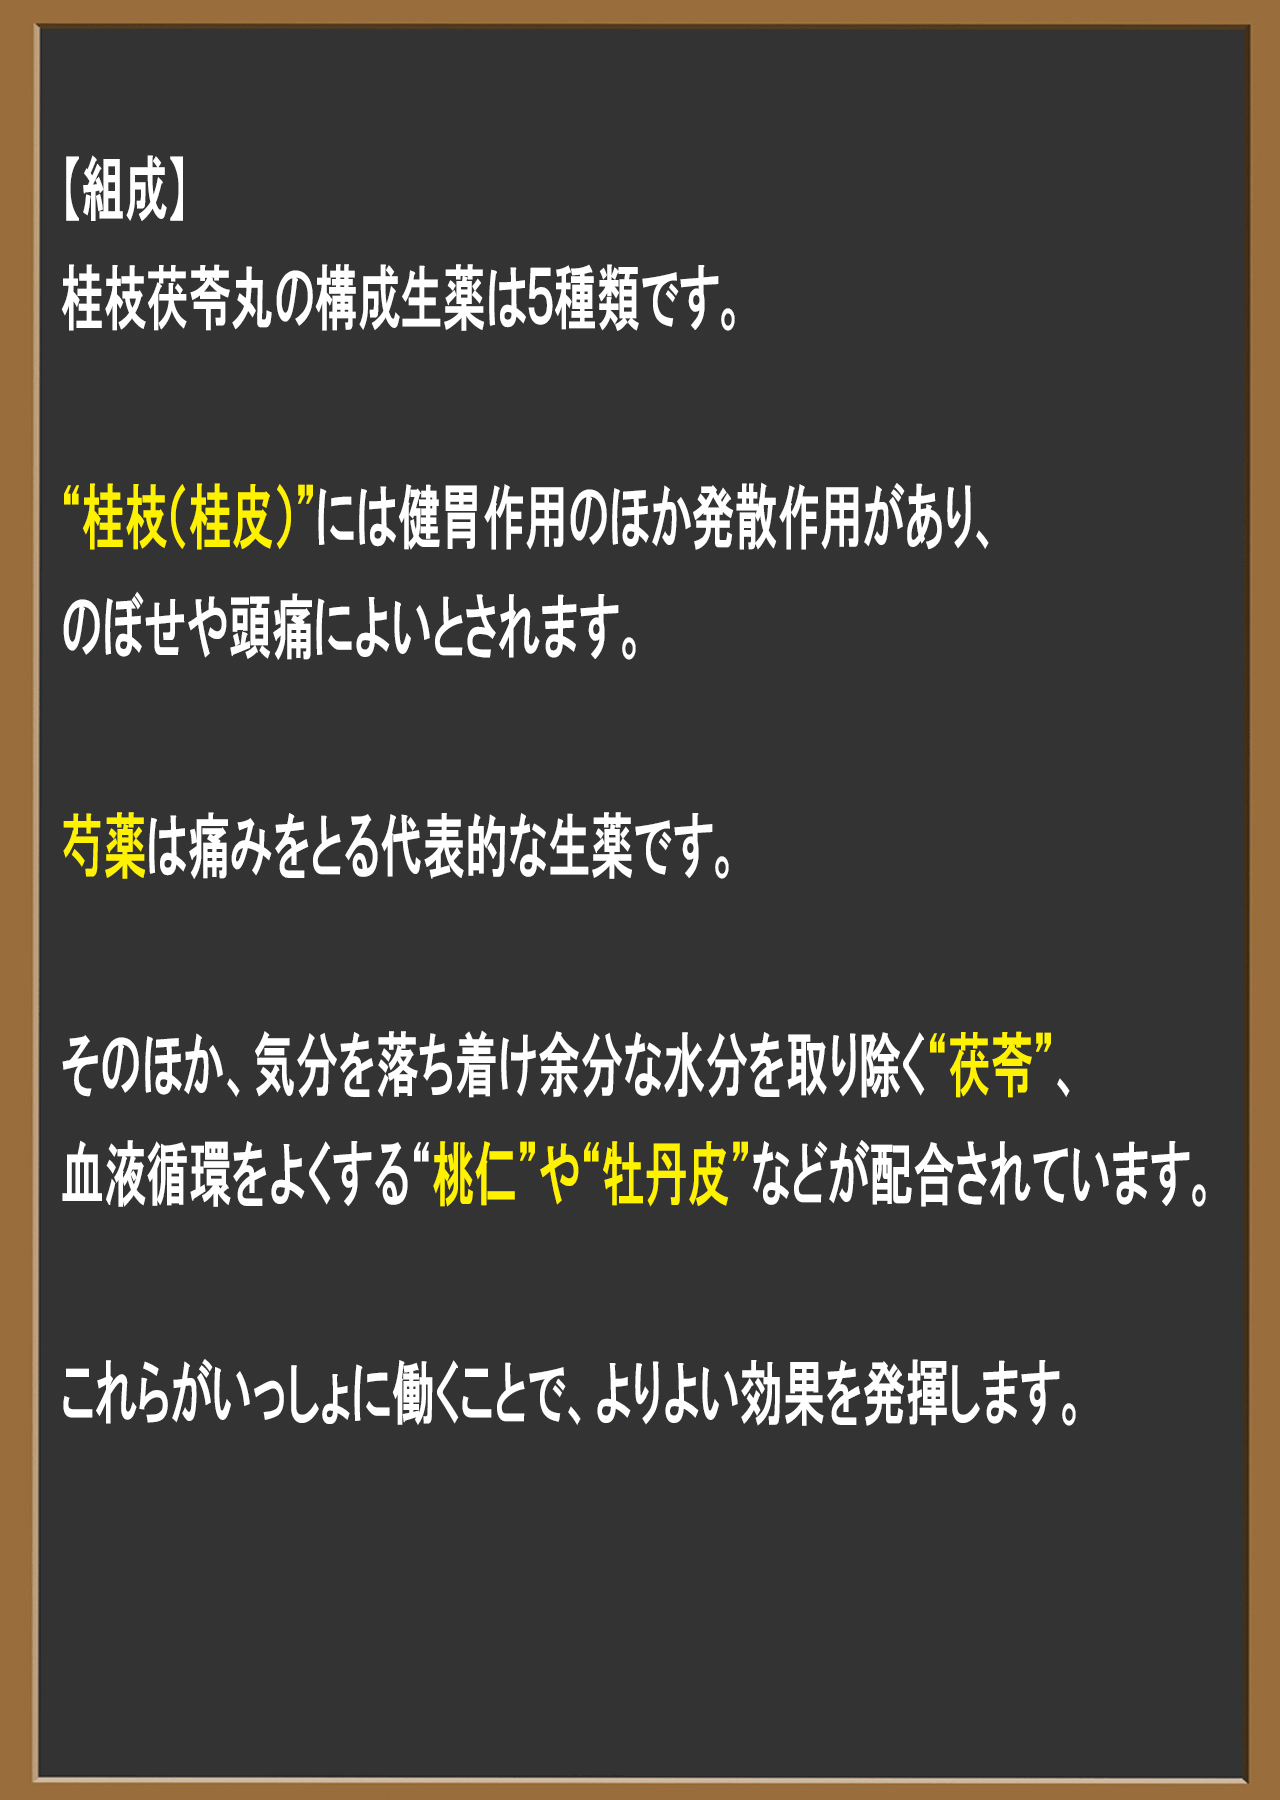 【組成】
桂枝茯苓丸の構成生薬は5種類です。
“桂枝(桂皮)”には健胃作用のほか発散作用があり、
のぼせや頭痛によいとされます。
芍薬は痛みをとる代表的な生薬です。
そのほか、気分を落ち着け余分な水分を取り除く“茯苓”、
血液循環をよくする“桃仁”や“牡丹皮”などが配合されています。
これらがいっしょに働くことで、よりよい効果を発揮します。